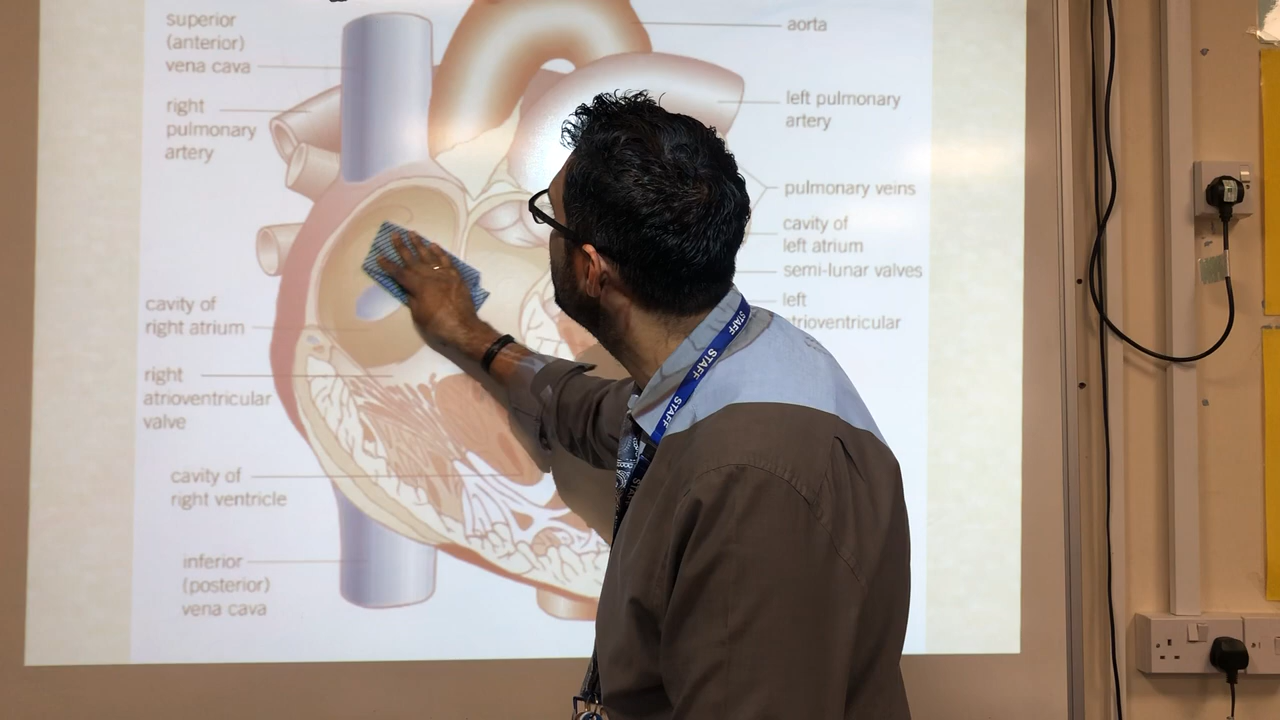 superior
(anterior)
vena cava
right
pulmonary
artery
cavity of
right atrium
right
atrioventricular
valve
cavity of
right ventricle
inferior
(posterior)
vena cava
aorta
left pulmonary
artery
pulmonary veins
cavity of
left atrium
semi-lunar valves
left
trioventricular
STAFF
STAFF